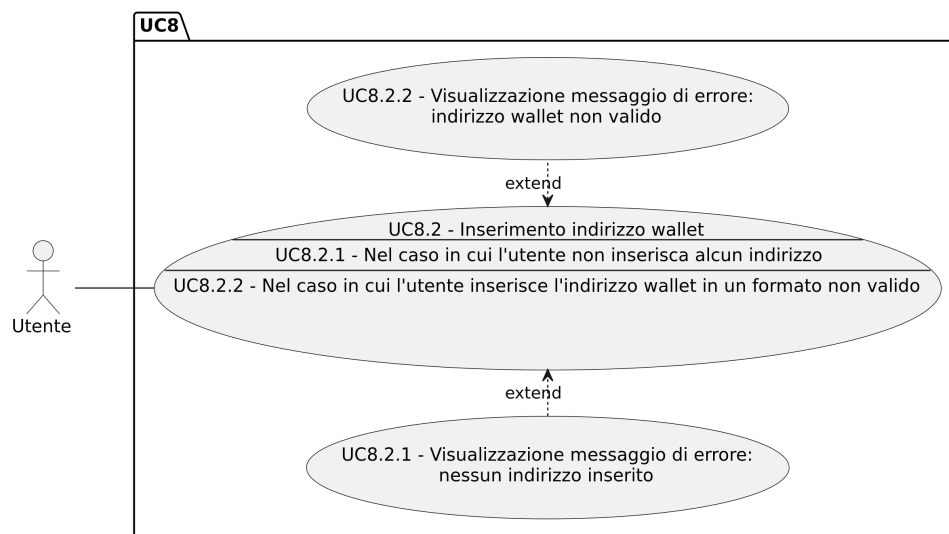 UC8
UC8.2.2 - Visualizzazione messaggio di errore:
indirizzo wallet non valido
extend
UC8.2 - Inserimento indirizzo wallet
UC8.2.1 - Nel caso in cui l'utente non inserisca alcun indirizzo
UC8.2.2 - Nel caso in cui l'utente inserisce l'indirizzo wallet in un formato non valido
Utente
extend
UC8.2.1 - Visualizzazione messaggio di errore:
nessun indirizzo inserito